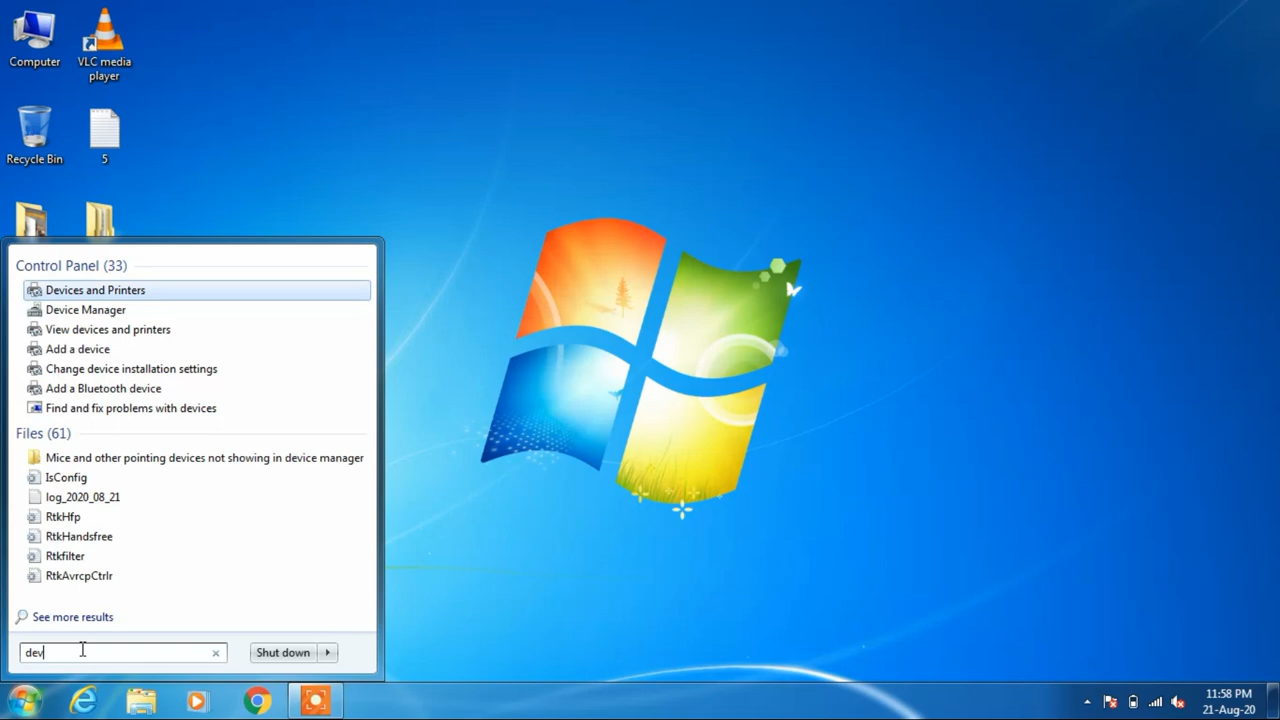 Computer
VLC media
player
Recycle Bin
5
Control Panel (33)
Devices and Printers
Device Manager
View devices and printers
Add a device
Change device installation settings
Add a Bluetooth device
Find and fix problems with devices
Files (61)
Mice and other pointing devices not showing in device manager
IsConfig
log_2020_08_21
RtkHfp
RtkHandsfree
Rtkfilter
RtkAvrcpCtrlr
See more results
dev
Shut down
11:58 PM
21-Aug-20